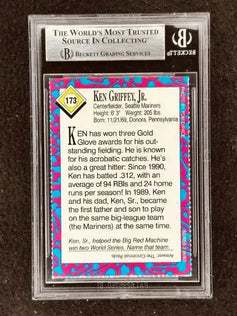 THE WORLD'S MOST TRUSTED
SOURCE IN COLLECTING™
BECKETT GRADING SERVICES
173
KEN GRIFFEY, JR.
Centerfielder, Seattle Mariners
Height: 6' 3" Weight: 205 lbs.
Born: 11/21/69, Donora, Pennsylvania
KEN has won three Gold
Glove awards for his out-
standing fielding. He is known
for his acrobatic catches. He's
also a great hitter: Since 1990,
Ken has batted .312, with an
average of 94 RBIs and 24 home
runs per season! In 1989, Ken
and his dad, Ken, Sr., became
the first father and son to play
on the same big-league team
(the Mariners) at the same time.
Ken, Sr., helped the Big Red Machine
win two World Series. Name that team.
Answer: The Cincinnati Reds